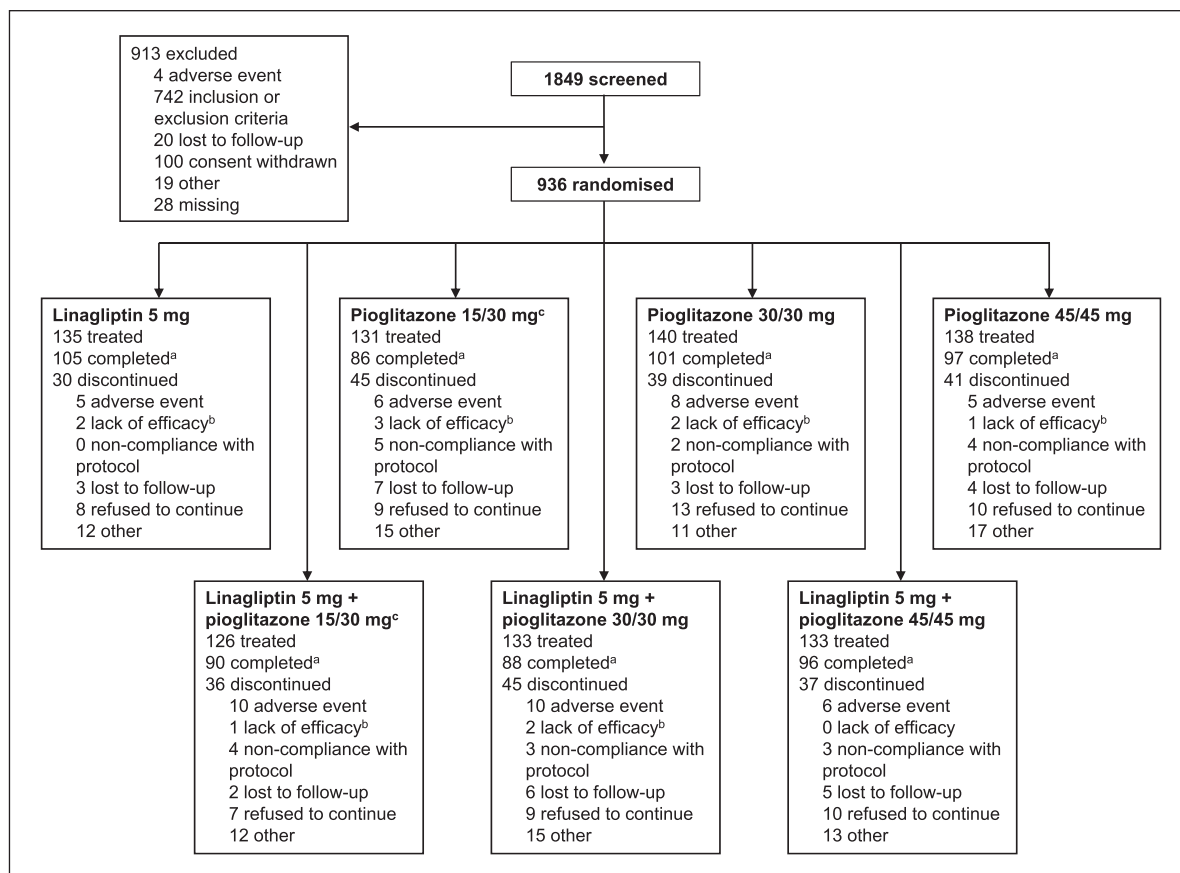 913 excluded
4 adverse event
742 inclusion or
exclusion criteria
20 lost to follow-up
100 consent withdrawn
19 other
28 missing
1849 screened
936 randomised
Linagliptin 5 mg
135 treated
105 completedᵃ
30 discontinued
5 adverse event
2 lack of efficacyᵇ
0 non-compliance with
protocol
3 lost to follow-up
8 refused to continue
12 other
Pioglitazone 15/30 mgᶜ
131 treated
86 completedᵃ
45 discontinued
6 adverse event
3 lack of efficacyᵇ
5 non-compliance with
protocol
7 lost to follow-up
9 refused to continue
15 other
Pioglitazone 30/30 mg
140 treated
101 completedᵃ
39 discontinued
8 adverse event
2 lack of efficacyᵇ
2 non-compliance with
protocol
3 lost to follow-up
13 refused to continue
11 other
Pioglitazone 45/45 mg
138 treated
97 completedᵃ
41 discontinued
5 adverse event
1 lack of efficacyᵇ
4 non-compliance with
protocol
4 lost to follow-up
10 refused to continue
17 other
Linagliptin 5 mg +
pioglitazone 15/30 mgᶜ
126 treated
90 completedᵃ
36 discontinued
10 adverse event
1 lack of efficacyᵇ
4 non-compliance with
protocol
2 lost to follow-up
7 refused to continue
12 other
Linagliptin 5 mg +
pioglitazone 30/30 mg
133 treated
88 completedᵃ
45 discontinued
10 adverse event
2 lack of efficacyᵇ
3 non-compliance with
protocol
6 lost to follow-up
9 refused to continue
15 other
Linagliptin 5 mg +
pioglitazone 45/45 mg
133 treated
96 completedᵃ
37 discontinued
6 adverse event
0 lack of efficacy
3 non-compliance with
protocol
5 lost to follow-up
10 refused to continue
13 other